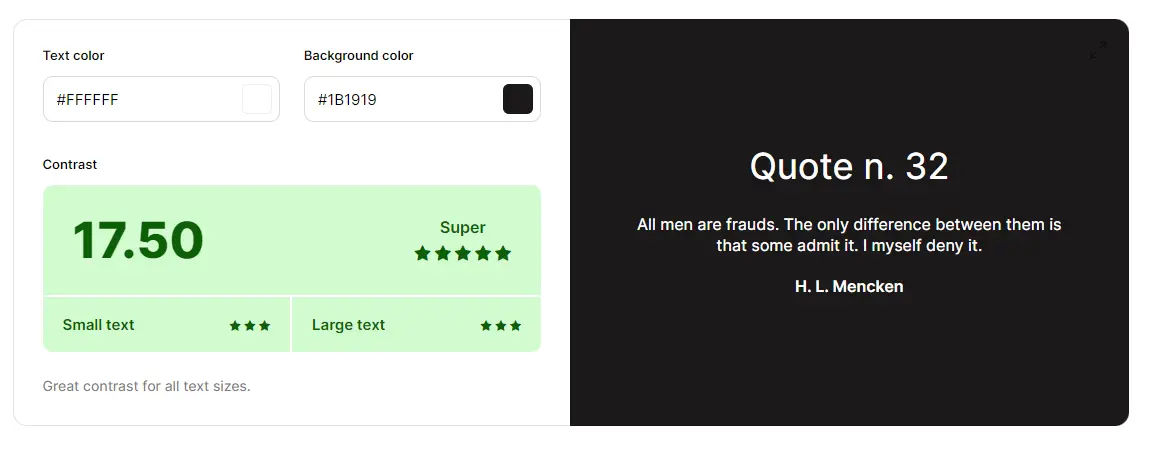 Text color
Background color
#FFFFFF
#1B1919
Contrast
17.50
Super
Small text
Large text
Great contrast for all text sizes.
Quote n. 32
All men are frauds. The only difference between them is
that some admit it. I myself deny it.
H. L. Mencken